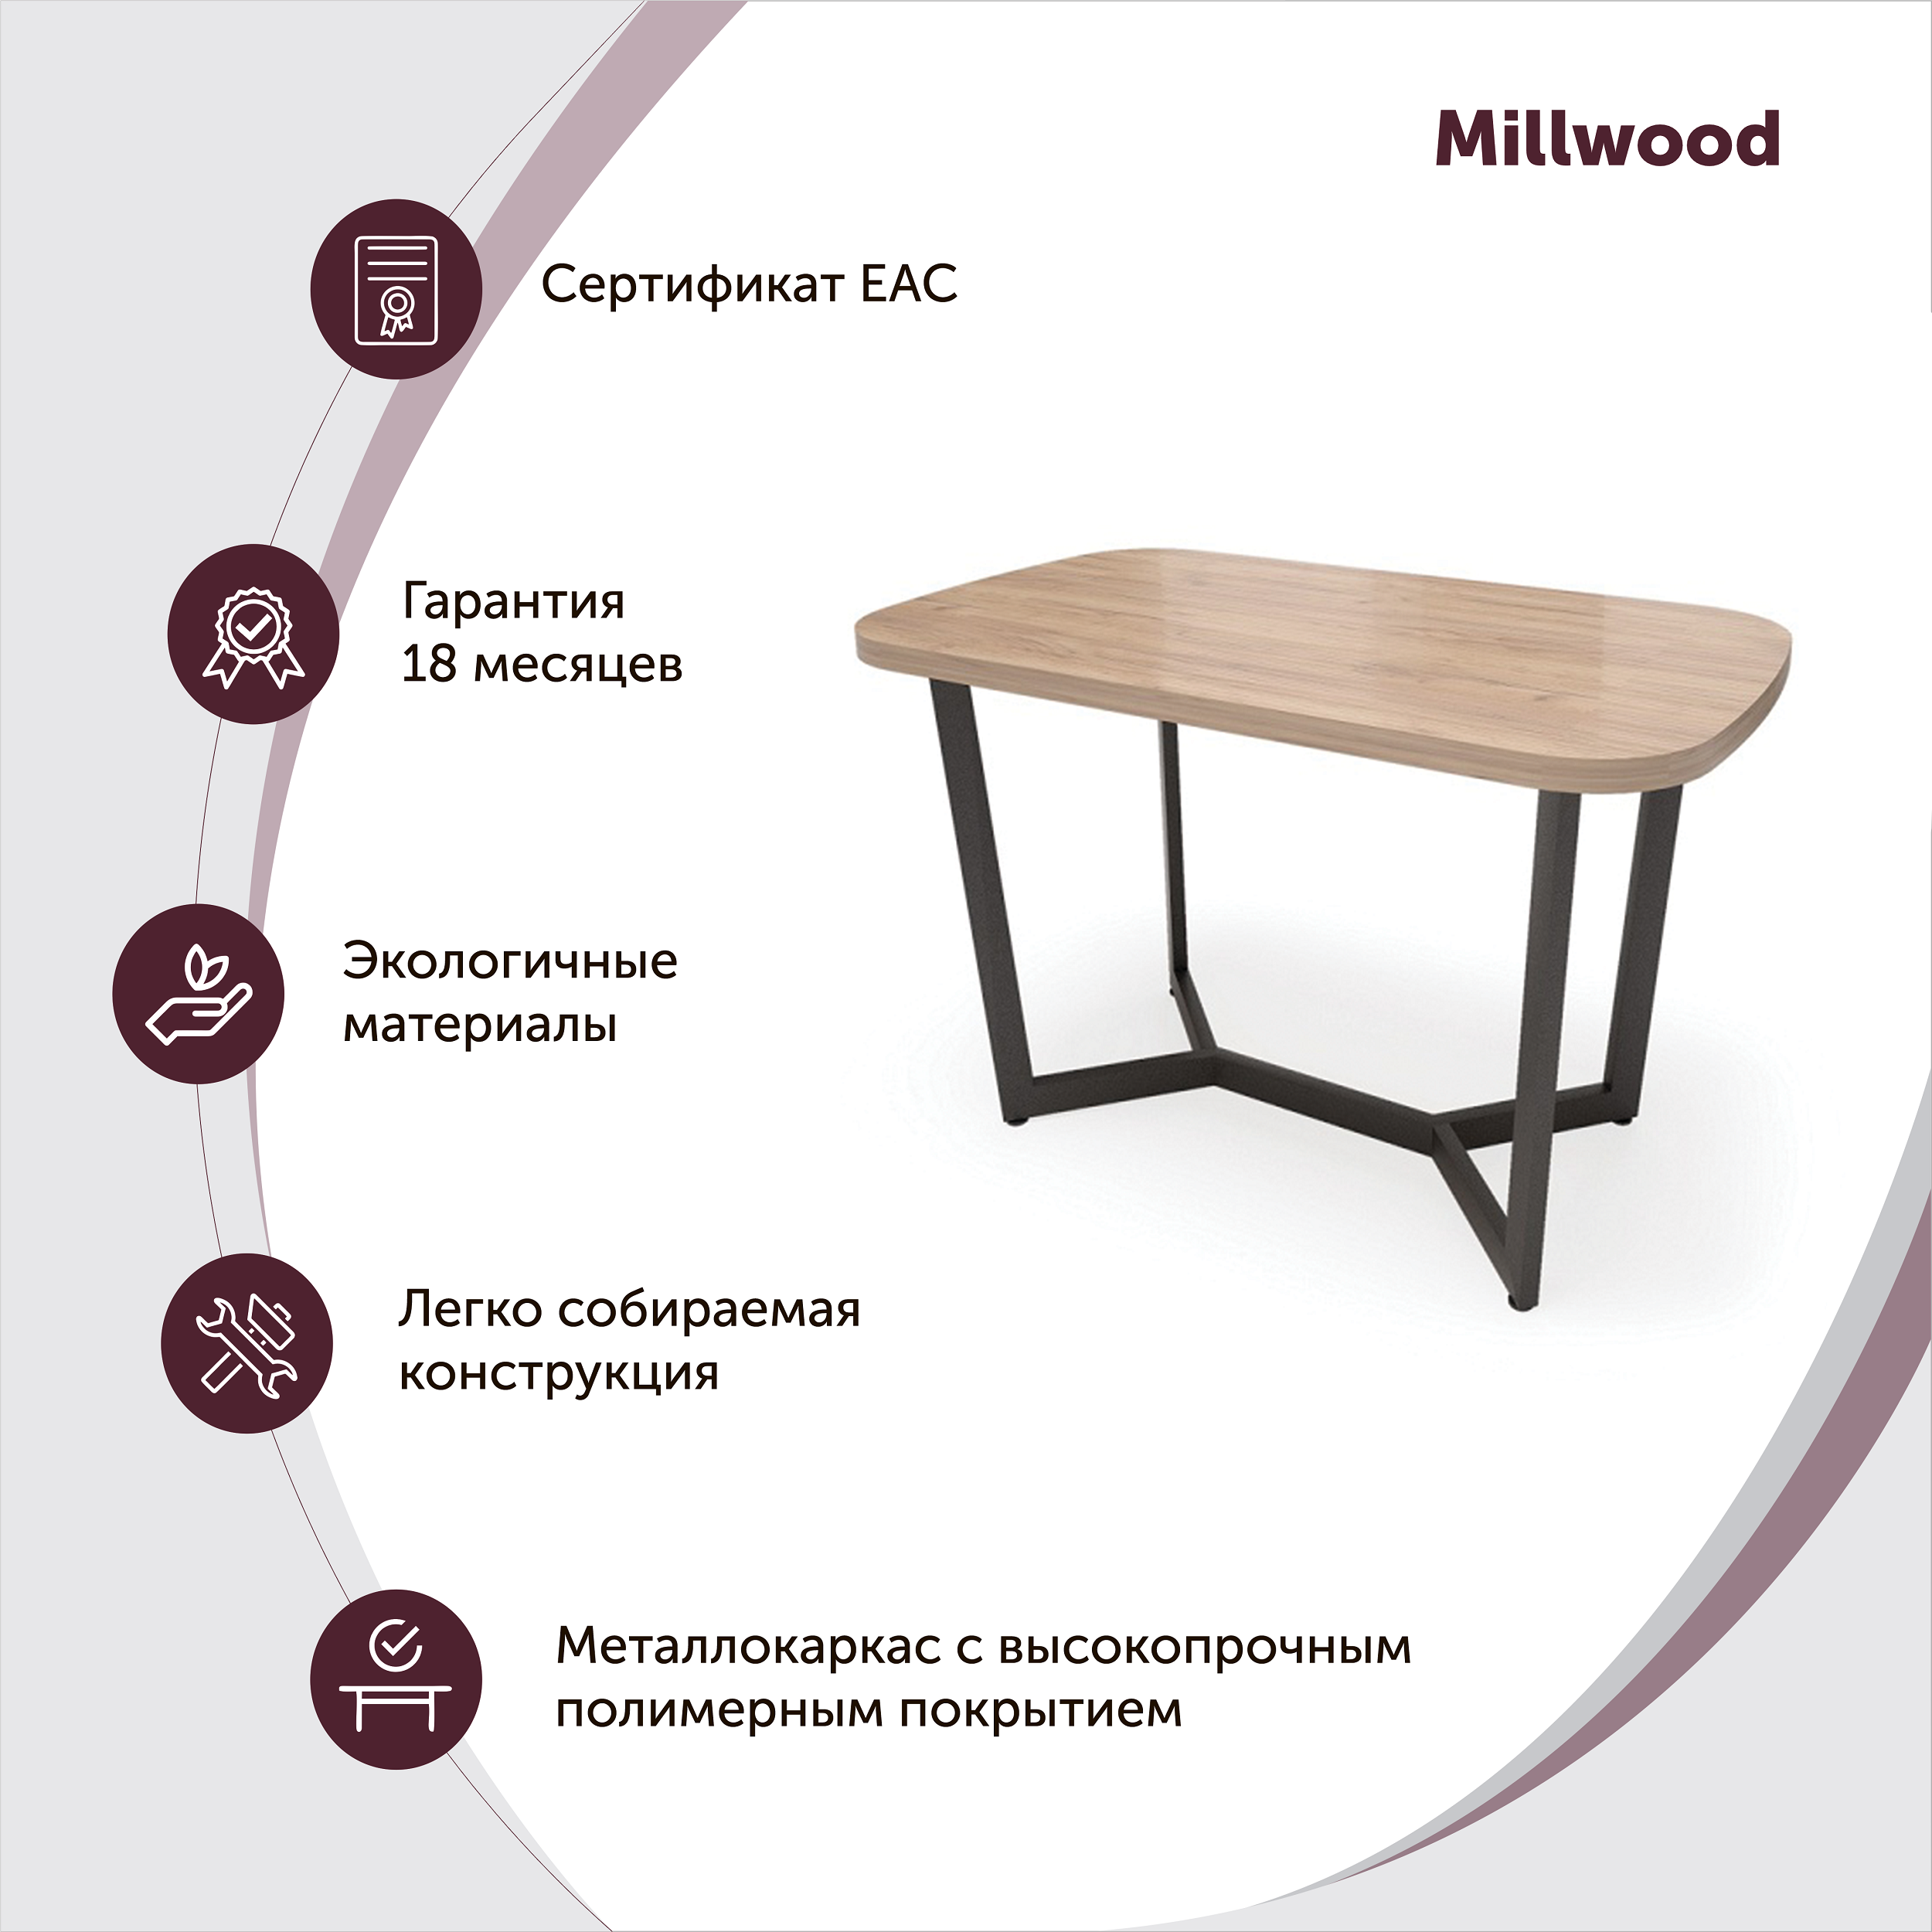 Millwood
Сертификат ЕАС
Гарантия
18 месяцев
Экологичные
материалы
Легко собираемая
конструкция
Металлокаркас с высокопрочным
полимерным покрытием